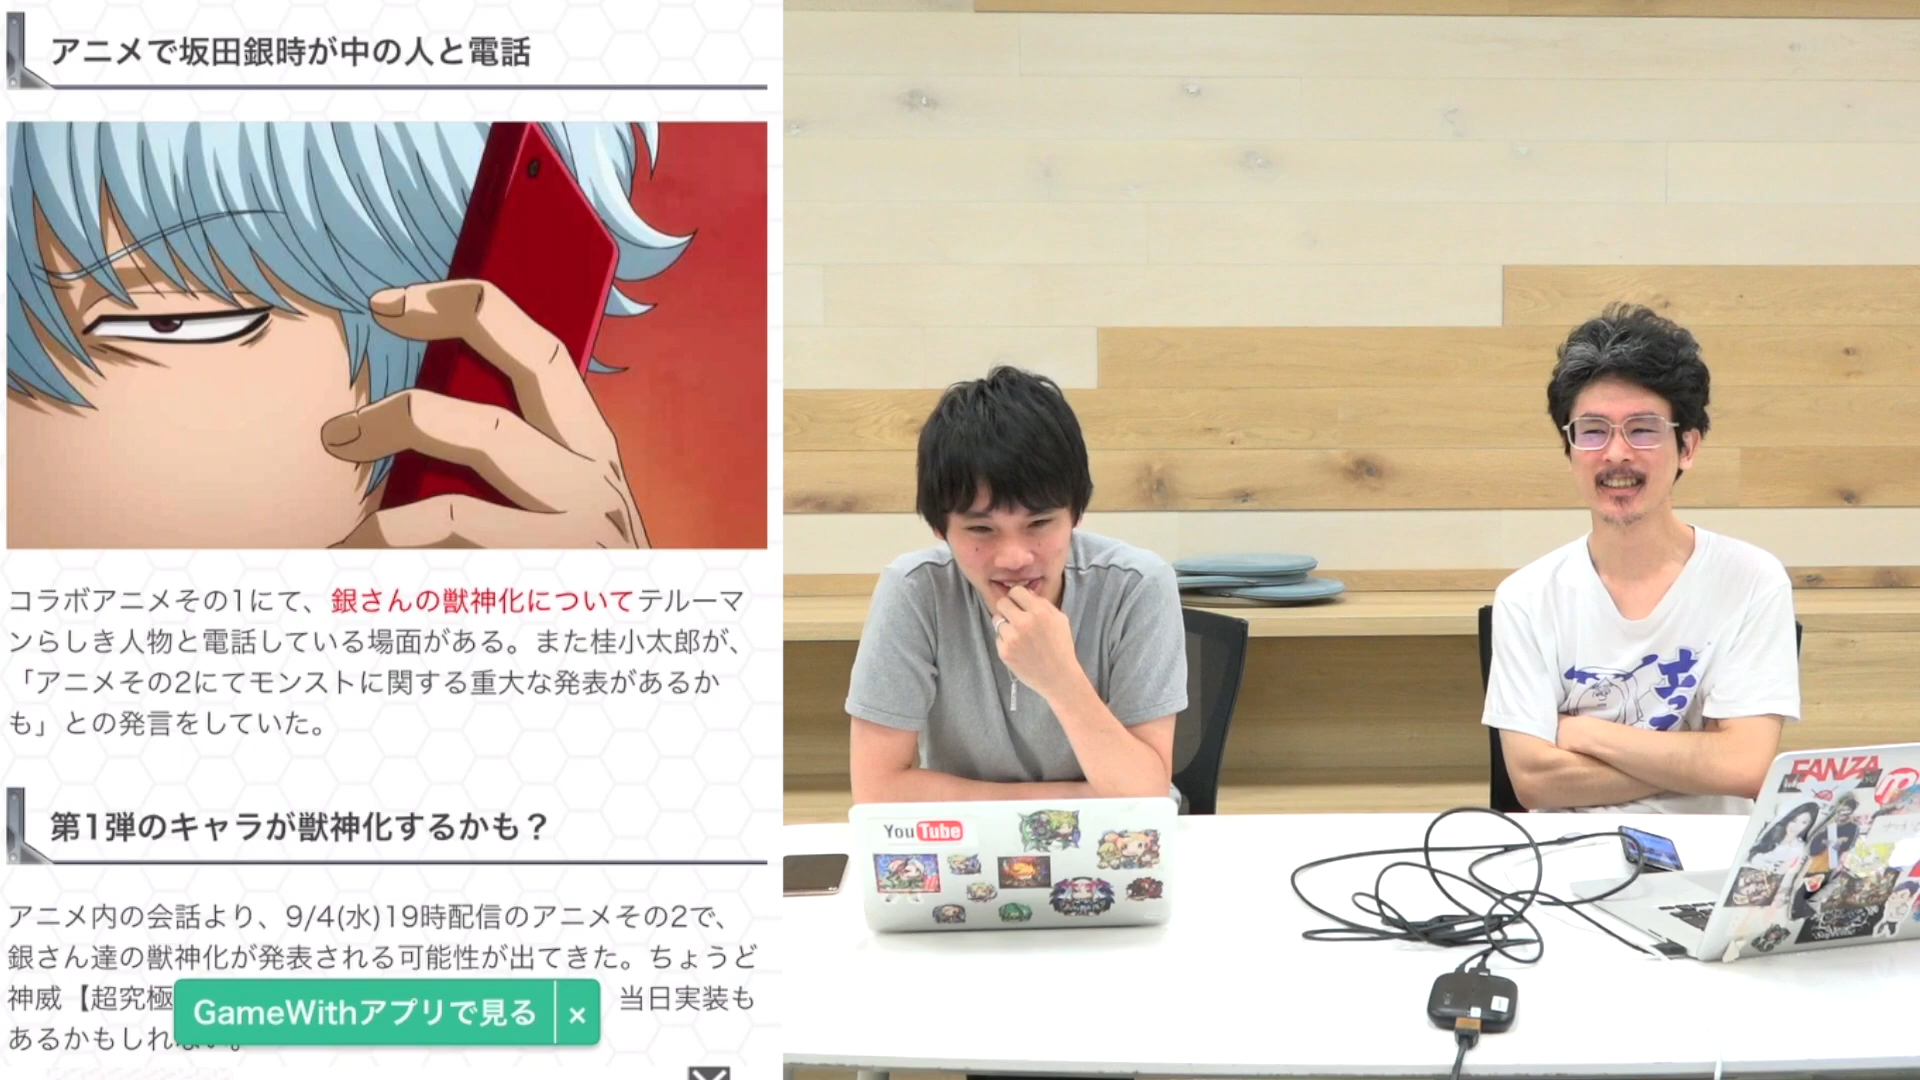 アニメで坂田銀時が中の人と電話
コラボアニメその1にて、銀さんの獣神化についてテルーマ
ンらしき人物と電話している場面がある。また桂小太郎が、
「アニメその2にてモンストに関する重大な発表があるか
も」との発言をしていた。
第1弾のキャラが獣神化するかも？
アニメ内の会話より、9/4(水)19時配信のアニメその2で、
銀さん達の獣神化が発表される可能性が出てきた。ちょうど
神威【超究極
当日実装も
あるかもしれ
GameWithアプリで見る
×
YouTube
FANZA